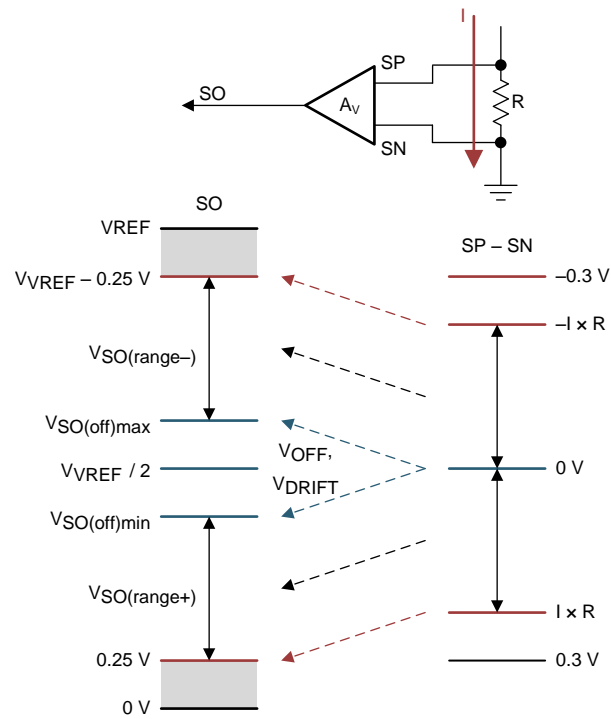 I
SP
SO
A_V
R
SN
SO
VREF
SP – SN
V_VREF – 0.25 V
–0.3 V
–I × R
V_SO(range–)
V_SO(off)max
V_OFF,
V_VREF / 2
0 V
V_DRIFT
V_SO(off)min
V_SO(range+)
I × R
0.25 V
0.3 V
0 V